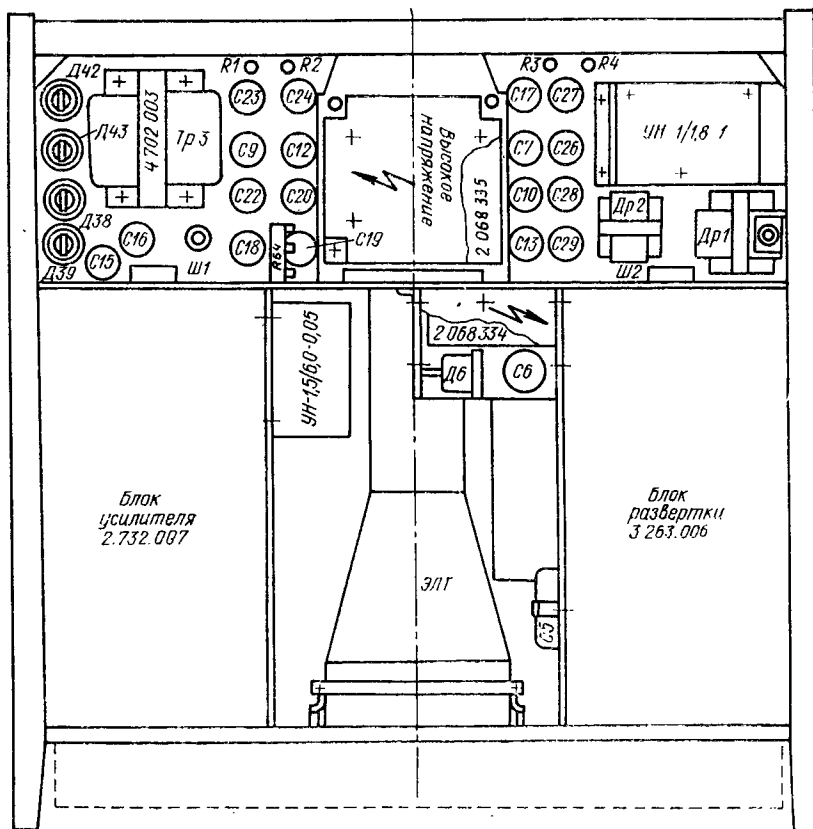 R1
R2
R3
R4
Д42
С23
С24
С17
С27
Д43
4 702 003
Тр 3
С9
С12
Высокое
напряжение
2 068 335
С7
С26
УН 1/1,8 1
С22
С20
С10
С28
Др2
Др1
Д38
С16
С18
R64
С19
С13
С29
Д39
С15
Ш1
Ш2
УН-1,5/6,0-0,05
2 068 334
Д6
С6
Блок
усилителя
2.732.007
Блок
развертки
3 263.006
ЭЛТ
С5